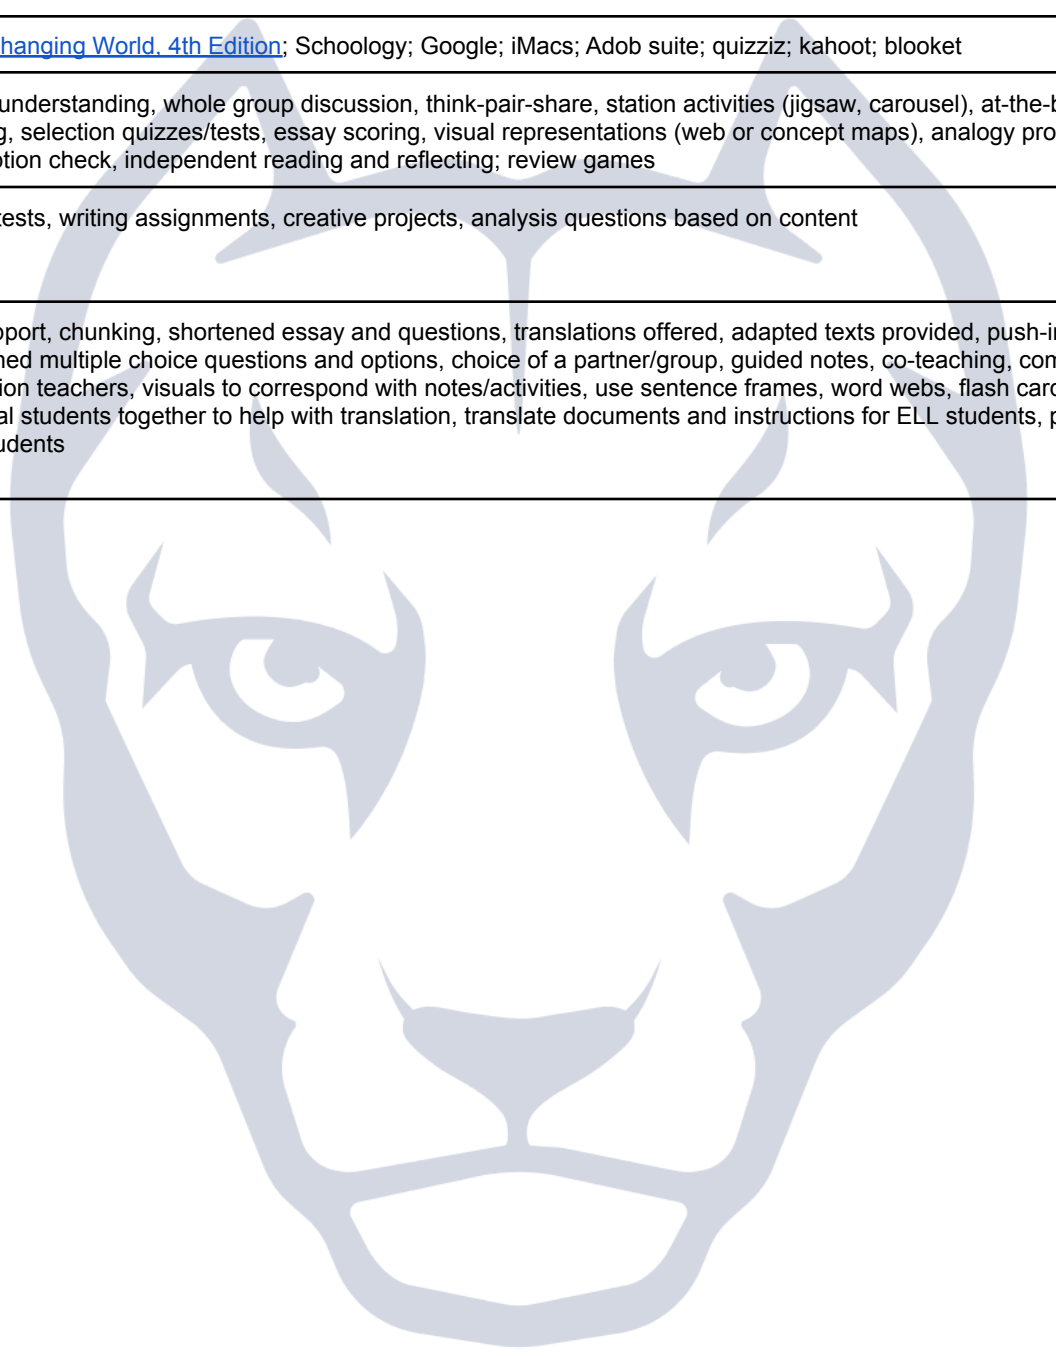 hanging World, 4th Edition; Schoology; Google; iMacs; Adob suite; quizziz; kahoot; blooket
understanding, whole group discussion, think-pair-share, station activities (jigsaw, carousel), at-the-b
g, selection quizzes/tests, essay scoring, visual representations (web or concept maps), analogy pro
tion check, independent reading and reflecting; review games
tests, writing assignments, creative projects, analysis questions based on content
port, chunking, shortened essay and questions, translations offered, adapted texts provided, push-in
ned multiple choice questions and options, choice of a partner/group, guided notes, co-teaching, com
ion teachers, visuals to correspond with notes/activities, use sentence frames, word webs, flash card
al students together to help with translation, translate documents and instructions for ELL students, p
udents